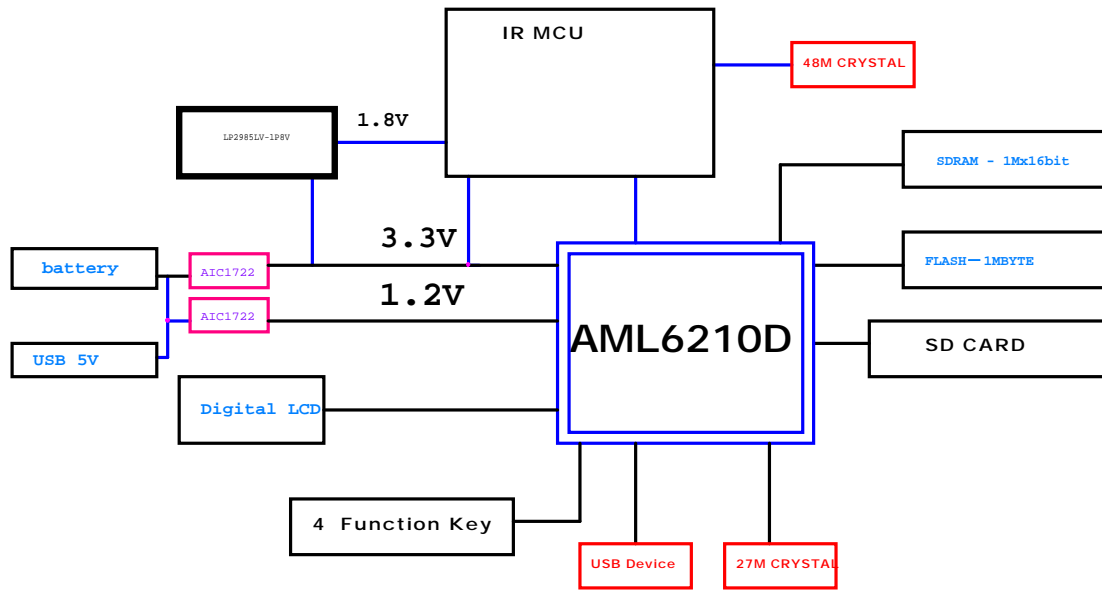 IR MCU
48M CRYSTAL
1.8V
LP2985LV-1P8V
SDRAM - 1Mx16bit
3.3V
battery
AIC1722
FLASH—1MBYTE
1.2V
AIC1722
AML6210D
SD CARD
USB 5V
Digital LCD
4 Function Key
USB Device
27M CRYSTAL